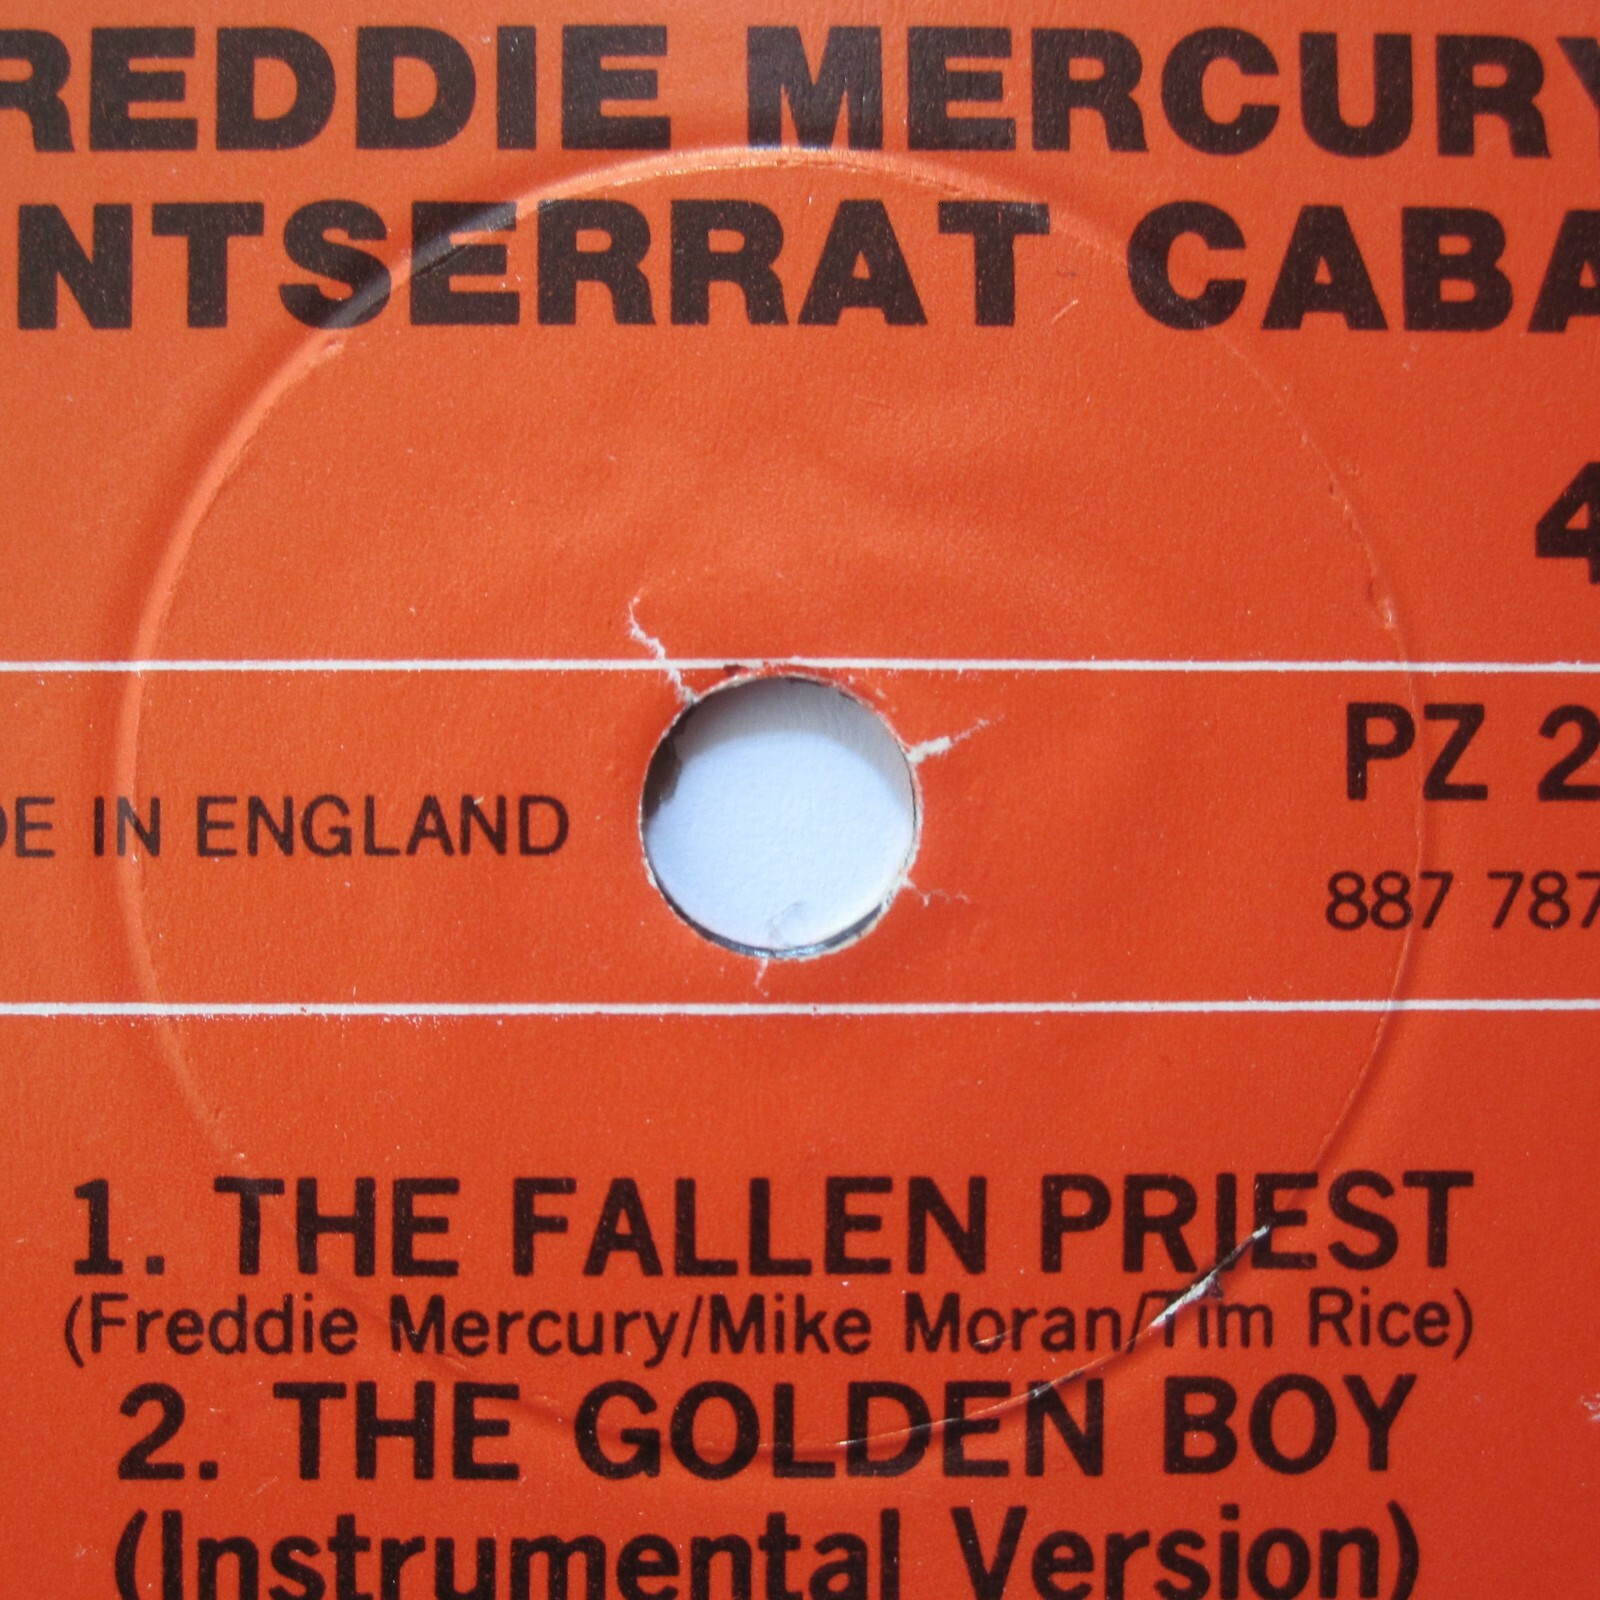 REDDIE MERCURY
NTSERRAT CABA
4
PZ 2
DE IN ENGLAND
887 787
1. THE FALLEN PRIEST
(Freddie Mercury/Mike Moran/Tim Rice)
2. THE GOLDEN BOY
(Instrumental Version)